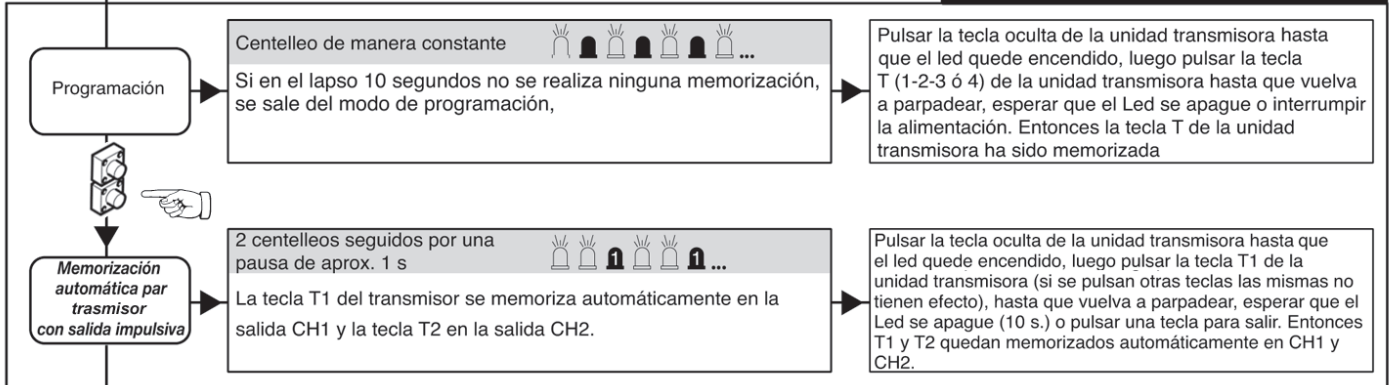 Programación
Centelleo de manera constante
...
Si en el lapso 10 segundos no se realiza ninguna memorización,
se sale del modo de programación,
Pulsar la tecla oculta de la unidad transmisora hasta
que el led quede encendido, luego pulsar la tecla
T (1-2-3 ó 4) de la unidad transmisora hasta que vuelva
a parpadear, esperar que el Led se apague o interrumpir
la alimentación. Entonces la tecla T de la unidad
transmisora ha sido memorizada
Memorización
automática par
trasmisor
con salida impulsiva
2 centelleos seguidos por una
pausa de aprox. 1 s
1 1 ...
La tecla T1 del transmisor se memoriza automáticamente en la
salida CH1 y la tecla T2 en la salida CH2.
Pulsar la tecla oculta de la unidad transmisora hasta que
el led quede encendido, luego pulsar la tecla T1 de la
unidad transmisora (si se pulsan otras teclas las mismas no
tienen efecto), hasta que vuelva a parpadear, esperar que el
Led se apague (10 s.) o pulsar una tecla para salir. Entonces
T1 y T2 quedan memorizados automáticamente en CH1 y
CH2.